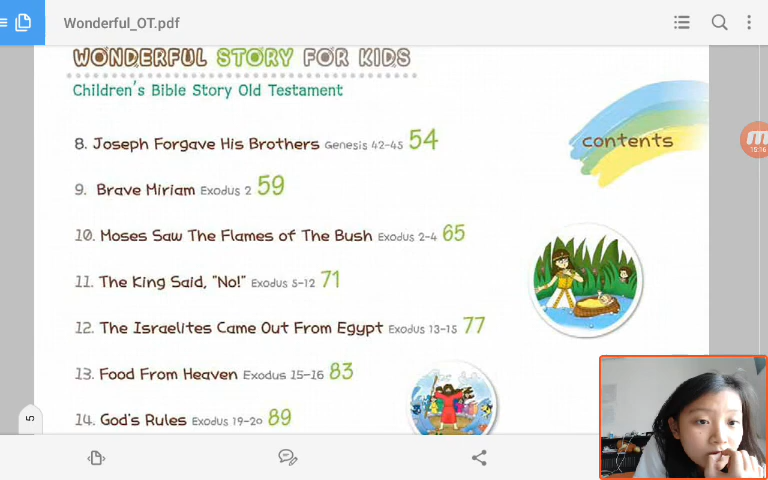 Wonderful_OT.pdf
WONDERFUL STORY FOR KIDS
Children's Bible Story Old Testament
contents
8. Joseph Forgave His Brothers Genesis 42-45 54
9. Brave Miriam Exodus 2 59
10. Moses Saw The Flames of The Bush Exodus 2-4 65
11. The King Said, "No!" Exodus 5-12 71
12. The Israelites Came Out From Egypt Exodus 13-15 77
13. Food From Heaven Exodus 15-16 83
14. God's Rules Exodus 19-20 89
5
15:16